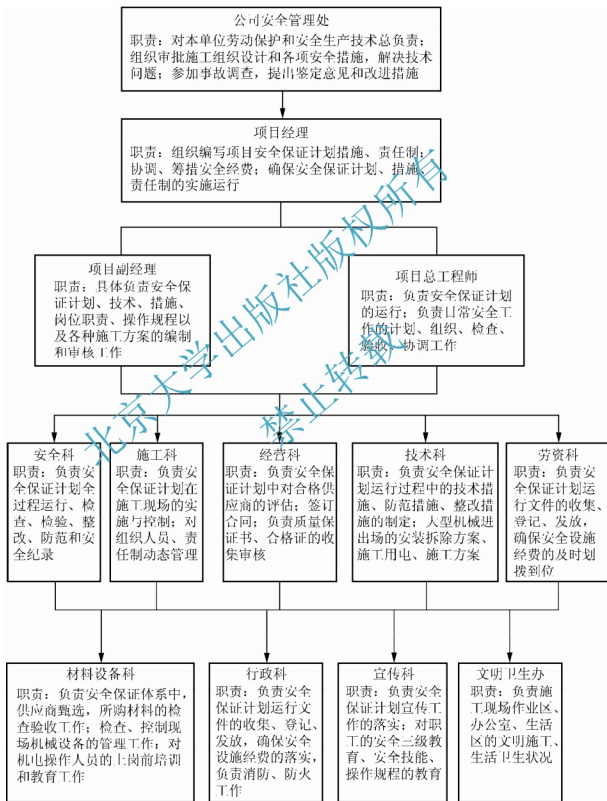 公司安全管理处
职责：对本单位劳动保护和安全生产技术总负责；
组织审批施工组织设计和各项安全措施，解决技术
问题；参加事故调查，提出鉴定意见和改进措施
项目经理
职责：组织编写项目安全保证计划措施、责任制；
协调、筹措安全经费；确保安全保证计划、措施、
责任制的实施运行
项目副经理
职责：具体负责安全保
证计划、技术、措施、
岗位职责、操作规程以
及各种施工方案的编制
和审核工作
项目总工程师
职责：负责安全保证计划
的运行；负责日常安全工
作的计划、组织、检查、
验收、协调工作
安全科
职责：负责安
全保证计划全
过程运行、检
查、检验、整
改、防范和安
全纪录
施工科
职责：负责安
全保证计划在
施工现场的实
施与控制；对
组织人员、责
任制动态管理
经营科
职责：负责安全保
证计划中对合格供
应商的评估；签订
合同；负责质量保
证书、合格证的收
集审核
技术科
职责：负责安全保证计
划运行过程中的技术措
施、防范措施、整改措
施的制定；大型机械进
出场的安装拆除方案、
施工用电、施工方案
劳资科
职责：负责安
全保证计划运
行文件的收集、
登记、发放，
确保安全设施
经费的及时划
拨到位
材料设备科
职责：负责安全保证体系中，
供应商甄选，所购材料的检
查验收工作；检查、控制现
场机械设备的管理工作；对
机电操作人员的上岗前培训
和教育工作
行政科
职责：负责安全
保证计划运行文
件的收集、登记、
发放，确保安全
设施经费的落实，
负责消防、防火
工作
宣传科
职责：负责安全
保证计划宣传工
作的落实；对职
工的安全三级教
育、安全技能、
操作规程的教育
文明卫生办
职责：负责施
工现场作业区、
办公室、生活
区的文明施工、
生活卫生状况
北京大学出版社版权所有
禁止转载